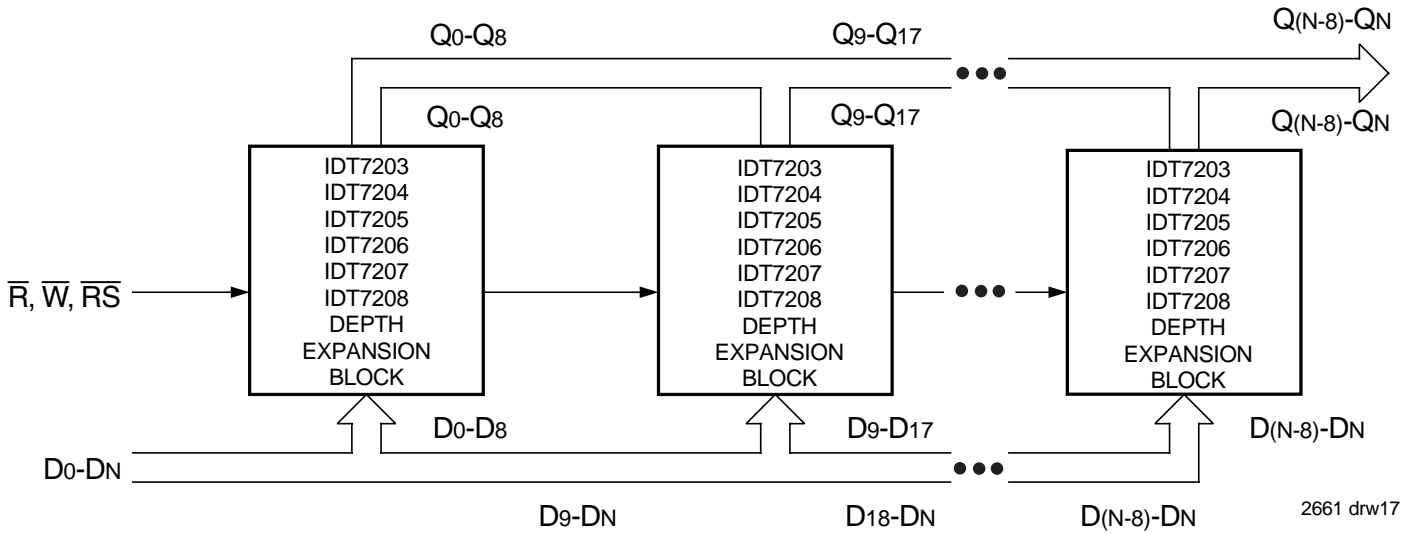 Q0-Q8
Q9-Q17
Q(N-8)-QN
Q0-Q8
Q9-Q17
Q(N-8)-QN
IDT7203
IDT7204
IDT7205
IDT7206
IDT7207
IDT7208
DEPTH
EXPANSION
BLOCK
IDT7203
IDT7204
IDT7205
IDT7206
IDT7207
IDT7208
DEPTH
EXPANSION
BLOCK
IDT7203
IDT7204
IDT7205
IDT7206
IDT7207
IDT7208
DEPTH
EXPANSION
BLOCK
R̅, W̅, R̅S̅
D0-D8
D9-D17
D(N-8)-DN
D0-DN
D9-DN
D18-DN
D(N-8)-DN
2661 drw17